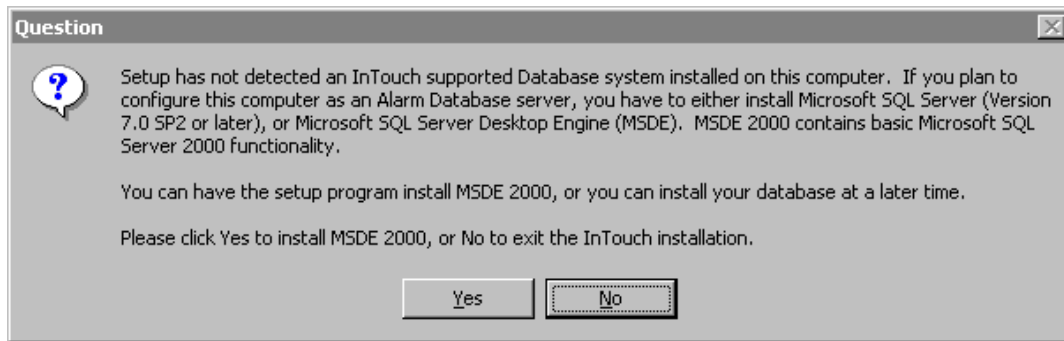 Question
Setup has not detected an InTouch supported Database system installed on this computer. If you plan to
configure this computer as an Alarm Database server, you have to either install Microsoft SQL Server (Version
7.0 SP2 or later), or Microsoft SQL Server Desktop Engine (MSDE). MSDE 2000 contains basic Microsoft SQL
Server 2000 functionality.
You can have the setup program install MSDE 2000, or you can install your database at a later time.
Please click Yes to install MSDE 2000, or No to exit the InTouch installation.
Yes
No